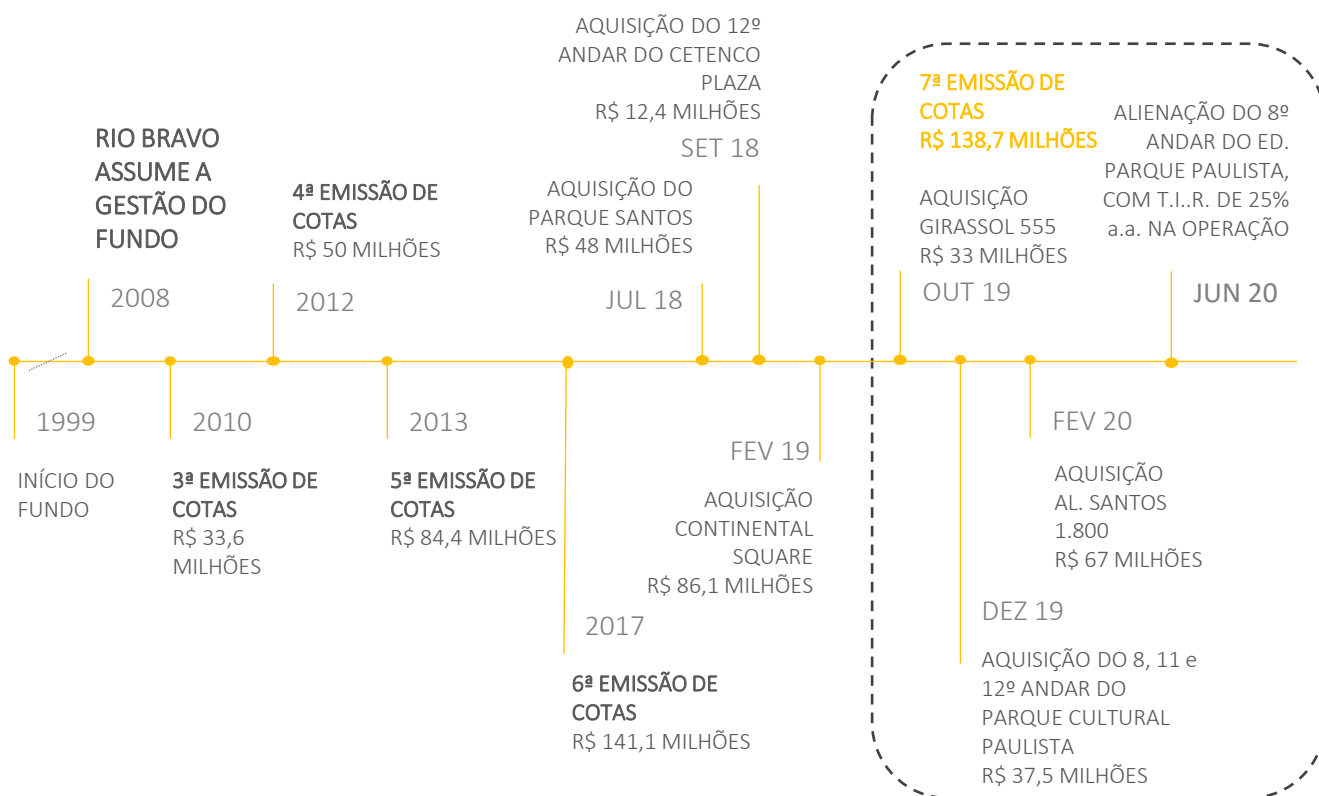 INÍCIO DO
FUNDO
1999
RIO BRAVO
ASSUME A
GESTÃO DO
FUNDO
2008
2010
3ª EMISSÃO DE
COTAS
R$ 33,6
MILHÕES
4ª EMISSÃO DE
COTAS
R$ 50 MILHÕES
2012
2013
5ª EMISSÃO DE
COTAS
R$ 84,4 MILHÕES
2017
6ª EMISSÃO DE
COTAS
R$ 141,1 MILHÕES
AQUISIÇÃO DO
PARQUE SANTOS
R$ 48 MILHÕES
JUL 18
AQUISIÇÃO DO 12º
ANDAR DO CETENCO
PLAZA
R$ 12,4 MILHÕES
SET 18
FEV 19
AQUISIÇÃO
CONTINENTAL
SQUARE
R$ 86,1 MILHÕES
7ª EMISSÃO DE
COTAS
R$ 138,7 MILHÕES
AQUISIÇÃO
GIRASSOL 555
R$ 33 MILHÕES
OUT 19
DEZ 19
AQUISIÇÃO DO 8, 11 e
12º ANDAR DO
PARQUE CULTURAL
PAULISTA
R$ 37,5 MILHÕES
FEV 20
AQUISIÇÃO
AL. SANTOS
1.800
R$ 67 MILHÕES
ALIENAÇÃO DO 8º
ANDAR DO ED.
PARQUE PAULISTA,
COM T.I..R. DE 25%
a.a. NA OPERAÇÃO
JUN 20